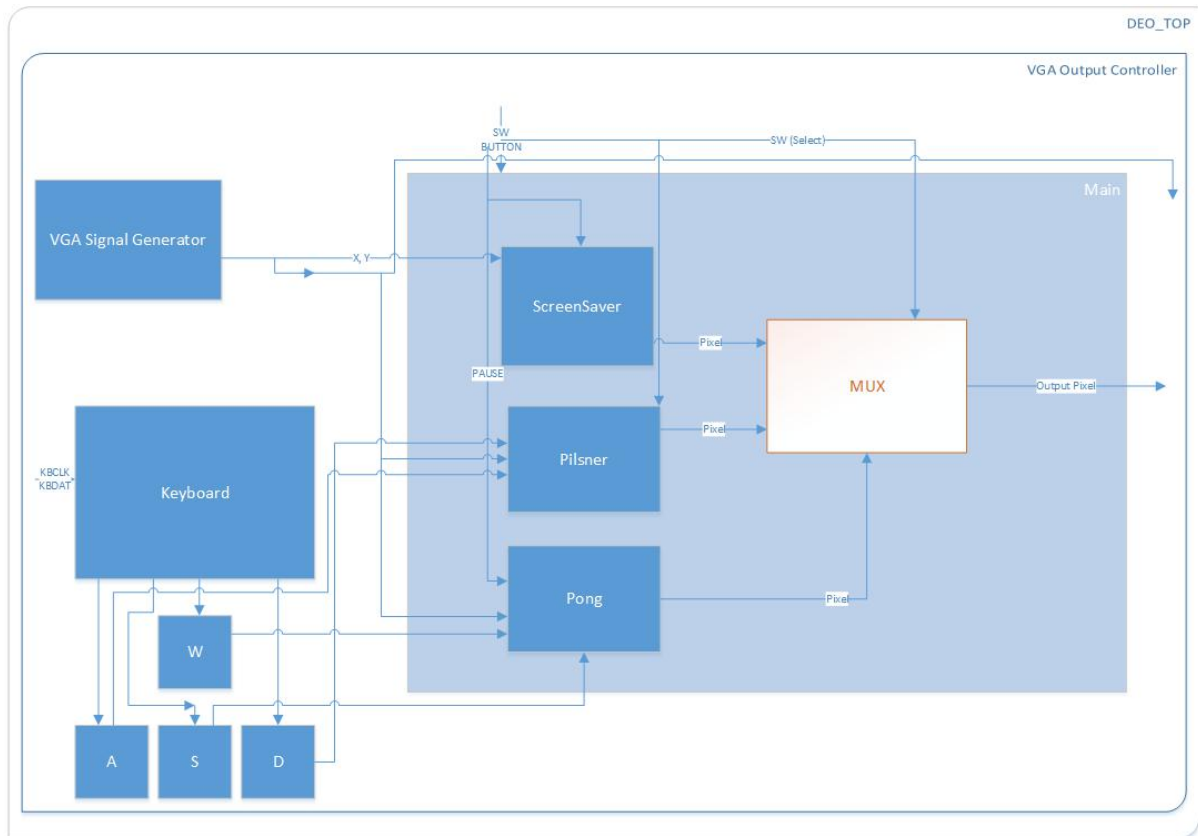 DEO_TOP
VGA Output Controller
SW
BUTTON
SW (Select)
Main
VGA Signal Generator
X, Y
ScreenSaver
Pixel
PAUSE
MUX
Output Pixel
Pixel
Pilsner
KBCLK
KBDAT
Keyboard
Pong
Pixel
W
A
S
D